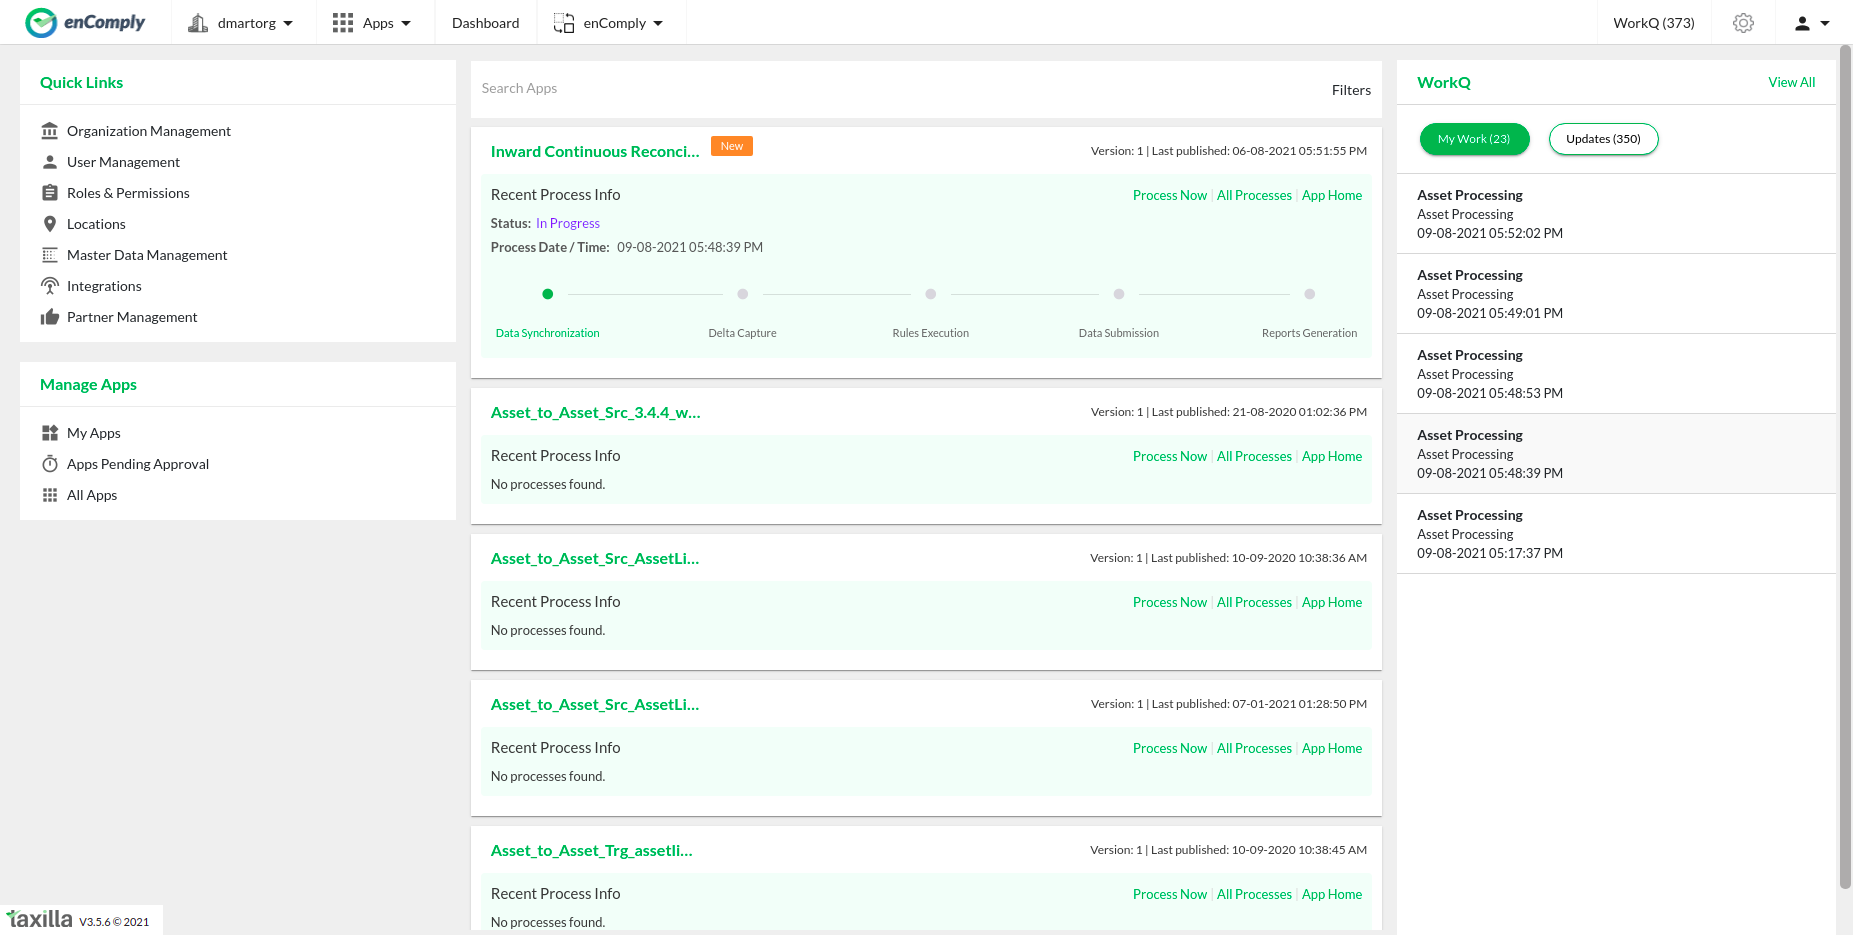 enComply
dmartorg
Apps
Dashboard
enComply
WorkQ (373)
Quick Links
Organization Management
User Management
Roles & Permissions
Locations
Master Data Management
Integrations
Partner Management
Manage Apps
My Apps
Apps Pending Approval
All Apps
Search Apps
Filters
Inward Continuous Reconci...
New
Version: 1 | Last published: 06-08-2021 05:51:55 PM
Recent Process Info
Process Now | All Processes | App Home
Status: In Progress
Process Date / Time: 09-08-2021 05:48:39 PM
Data Synchronization
Delta Capture
Rules Execution
Data Submission
Reports Generation
Asset_to_Asset_Src_3.4.4_w...
Version: 1 | Last published: 21-08-2020 01:02:36 PM
Recent Process Info
Process Now | All Processes | App Home
No processes found.
Asset_to_Asset_Src_AssetLi...
Version: 1 | Last published: 10-09-2020 10:38:36 AM
Recent Process Info
Process Now | All Processes | App Home
No processes found.
Asset_to_Asset_Src_AssetLi...
Version: 1 | Last published: 07-01-2021 01:28:50 PM
Recent Process Info
Process Now | All Processes | App Home
No processes found.
Asset_to_Asset_Trg_assetli...
Version: 1 | Last published: 10-09-2020 10:38:45 AM
Recent Process Info
Process Now | All Processes | App Home
No processes found.
WorkQ
View All
My Work (23)
Updates (350)
Asset Processing
Asset Processing
09-08-2021 05:52:02 PM
Asset Processing
Asset Processing
09-08-2021 05:49:01 PM
Asset Processing
Asset Processing
09-08-2021 05:48:53 PM
Asset Processing
Asset Processing
09-08-2021 05:48:39 PM
Asset Processing
Asset Processing
09-08-2021 05:17:37 PM
taxilla V3.5.6 © 2021